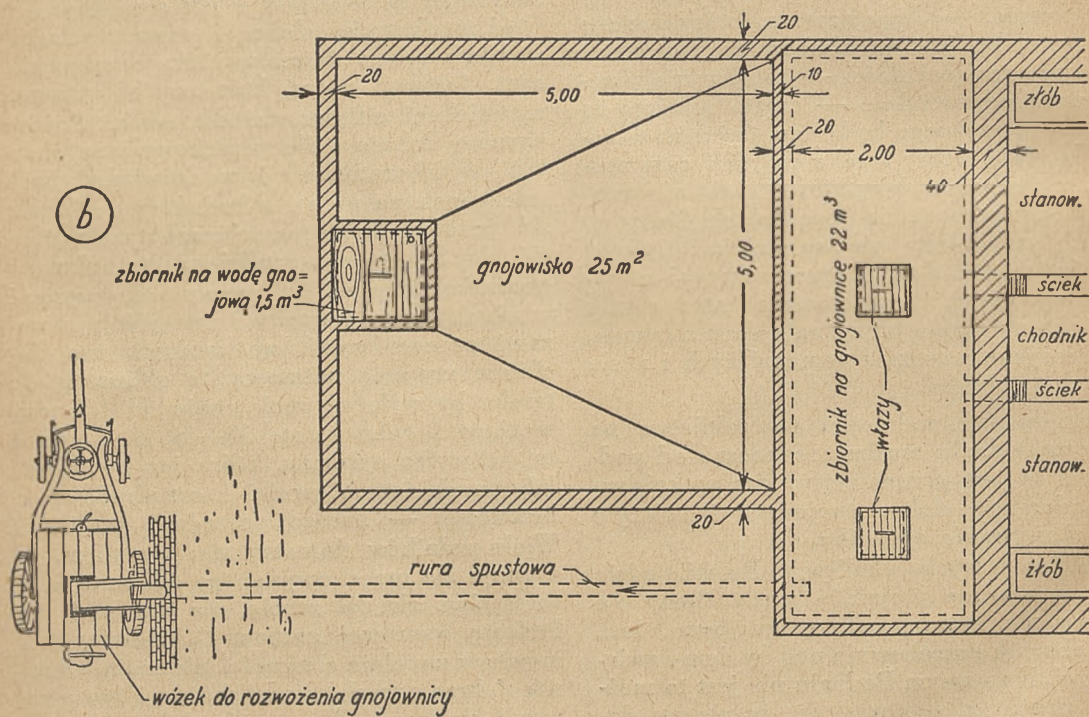 20
20
5,00
10
20
2,00
40
złób
stanow.
b
zbiornik na wodę gno=
jową 1,5 m³
gnojowisko 25 m²
5,00
zbiornik na gnojownicę 22 m³
włazy
ściek
chodnik
ściek
stanow.
20
rura spustowa
żłób
wózek do rozwożenia gnojownicy